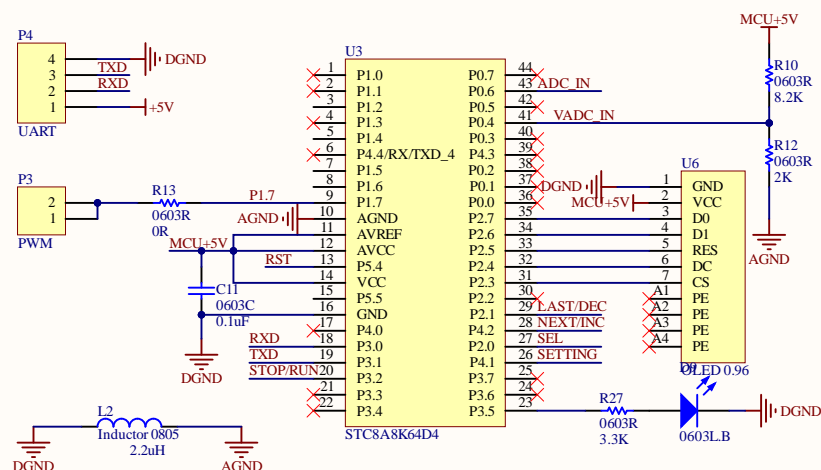 P4
4
3
2
1
TXD
RXD
DGND
+5V
UART
P3
2
1
PWM
R13
0603R
0R
P1.7
AGND
MCU+5V
RST
C11
0603C
0.1uF
DGND
RXD
TXD
STOP/RUN
L2
Inductor 0805
2.2uH
DGND
AGND
U3
1 P1.0
2 P1.1
3 P1.2
4 P1.3
5 P1.4
6 P4.4/RX/TXD_4
7 P1.5
8 P1.6
9 P1.7
10 AGND
11 AVREF
12 AVCC
13 P5.4
14 VCC
15 P5.5
16 GND
17 P4.0
18 P3.0
19 P3.1
20 P3.2
21 P3.3
22 P3.4
P0.7 44
P0.6 43
P0.5 42
P0.4 41
P0.3 40
P4.3 39
P0.2 38
P0.1 37
P0.0 36
P2.7 35
P2.6 34
P2.5 33
P2.4 32
P2.3 31
P2.2 30
P2.1 29
P4.2 28
P2.0 27
P4.1 26
P3.7 25
P3.6 24
P3.5 23
STC8A8K64D4
ADC_IN
VADC_IN
MCU+5V
R10
0603R
8.2K
R12
0603R
2K
AGND
DGND
MCU+5V
U6
1 GND
2 VCC
3 D0
4 D1
5 RES
6 DC
7 CS
A1 PE
A2 PE
A3 PE
A4 PE
OLED 0.96
LAST/DEC
NEXT/INC
SEL
SETTING
R27
0603R
3.3K
0603L.B
DGND